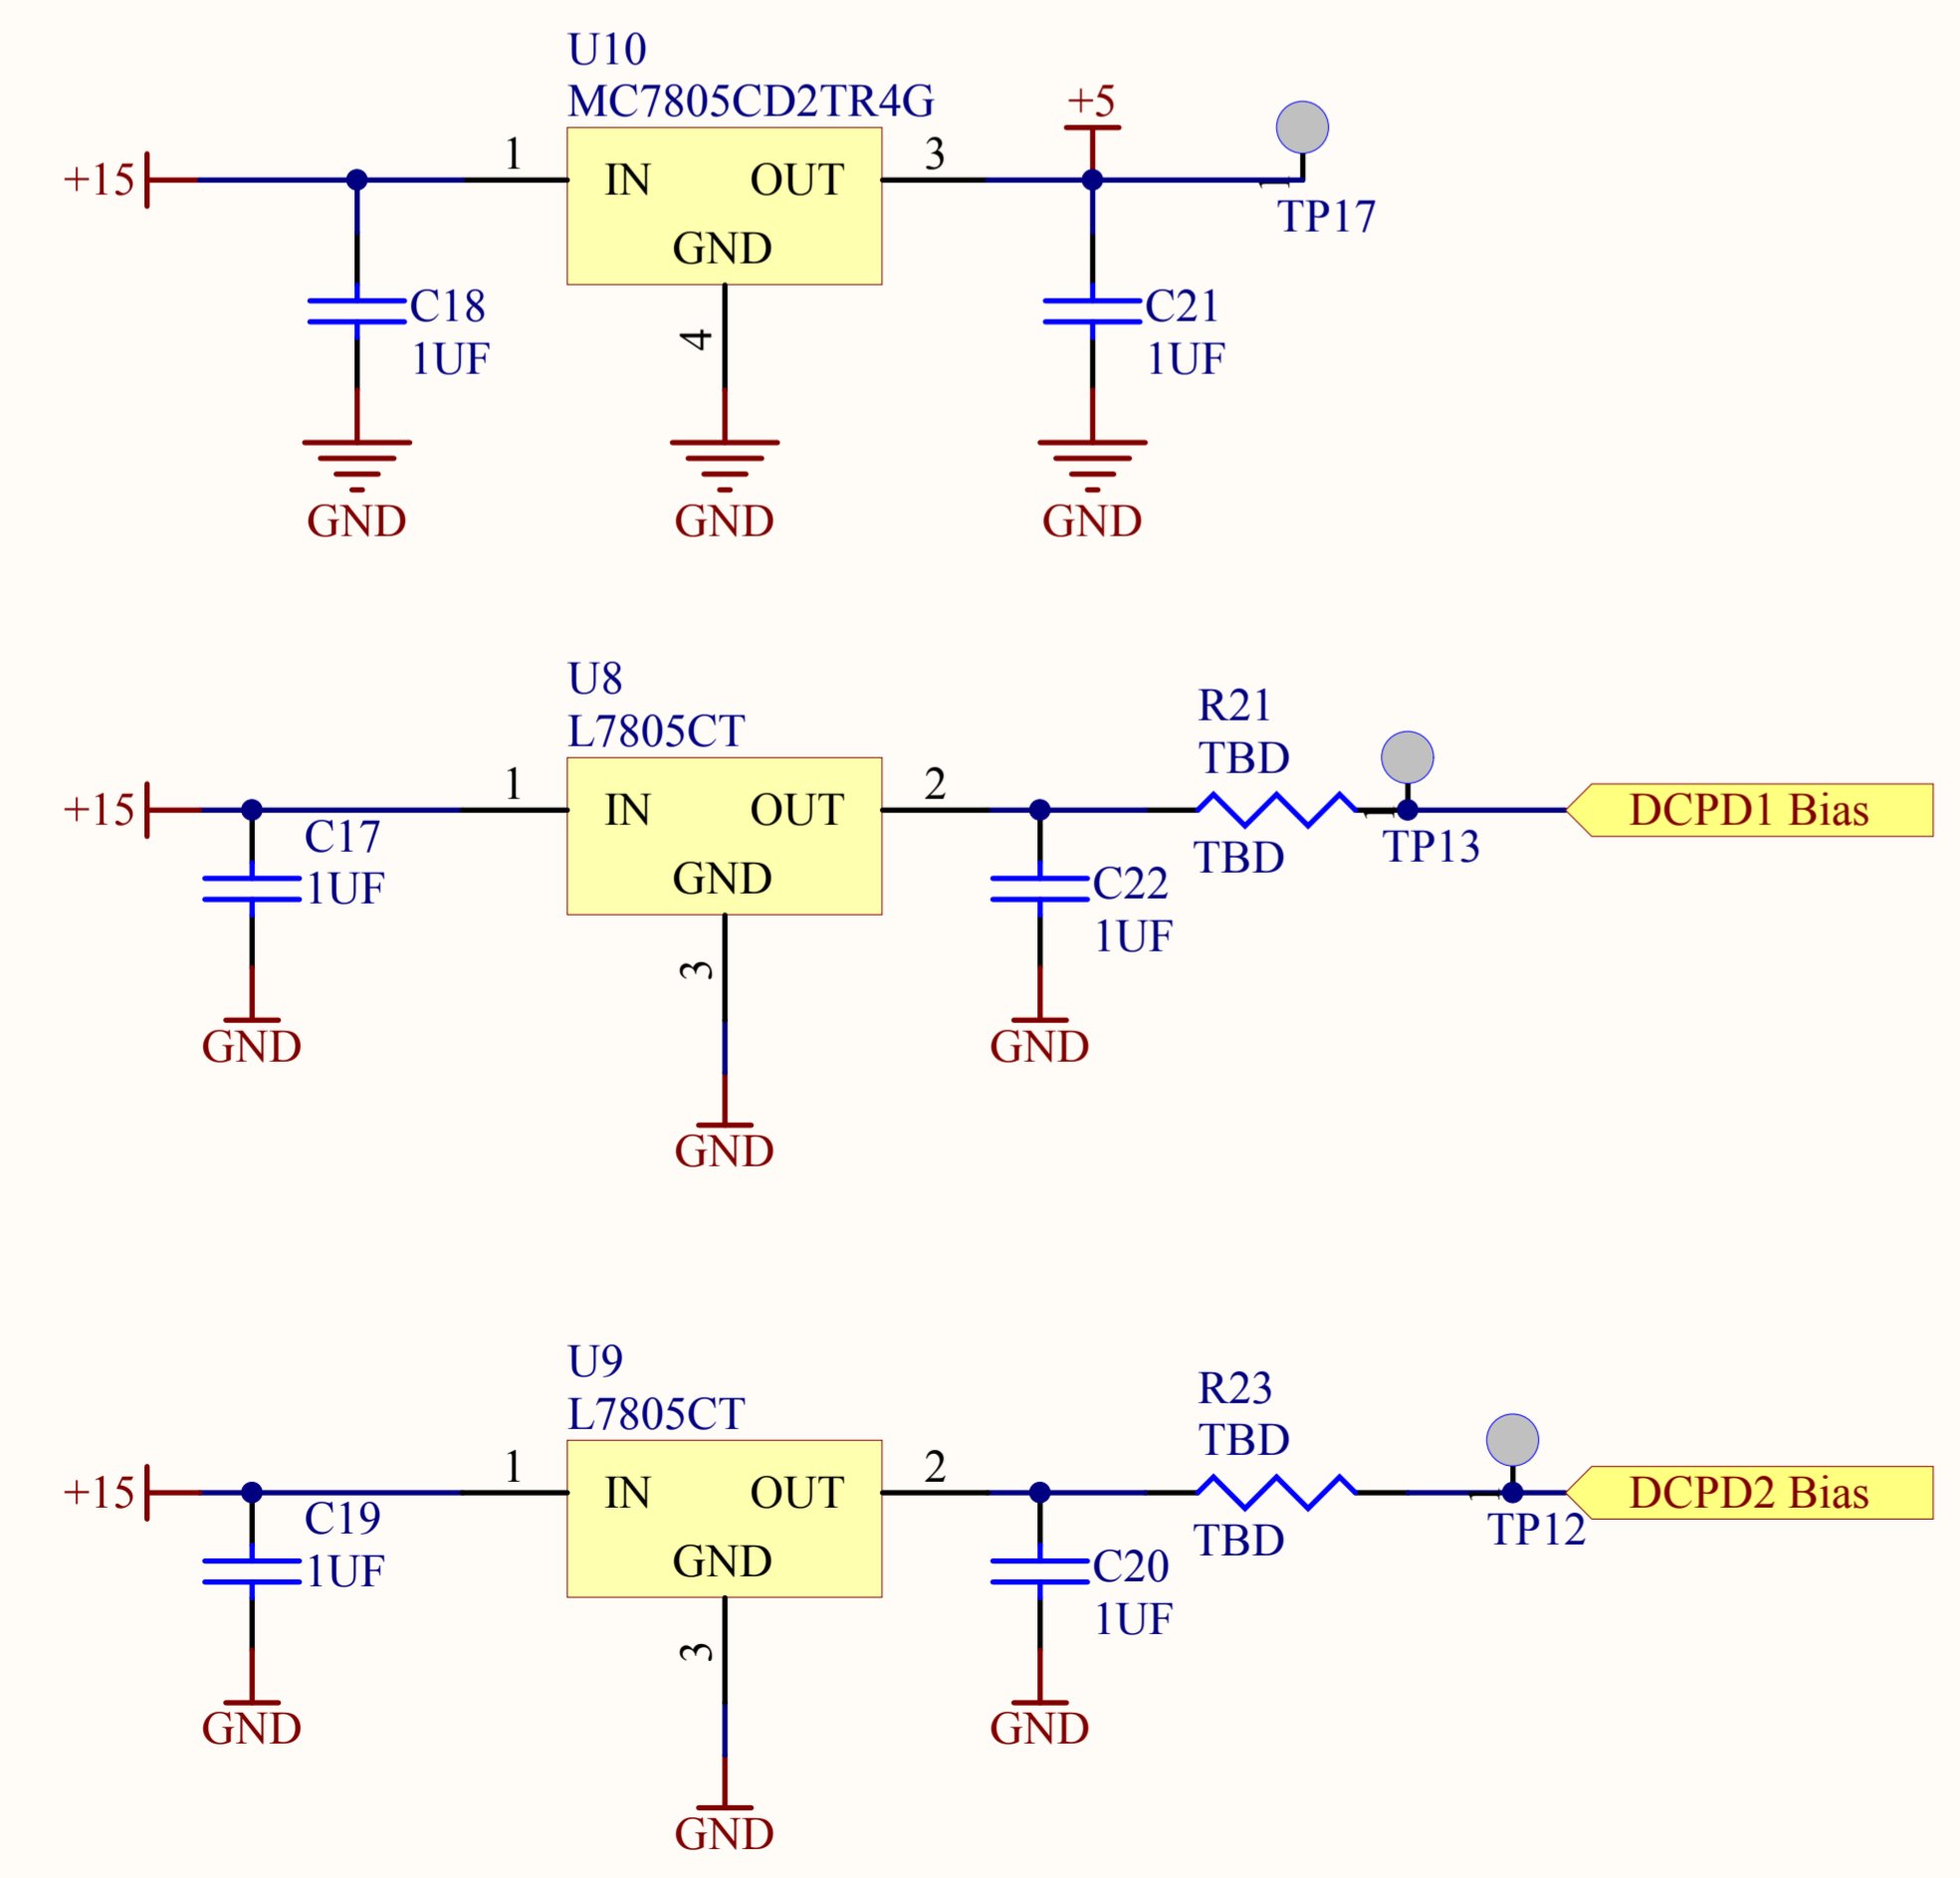 U10
MC7805CD2TR4G
+15
1
IN
OUT
GND
3
+5
1
TP17
4
C18
1UF
C21
1UF
GND
GND
GND
U8
L7805CT
+15
1
IN
OUT
GND
2
R21
TBD
TBD
1
TP13
DCPD1 Bias
C17
1UF
3
C22
1UF
GND
GND
GND
U9
L7805CT
+15
1
IN
OUT
GND
2
R23
TBD
TBD
1
TP12
DCPD2 Bias
C19
1UF
3
C20
1UF
GND
GND
GND